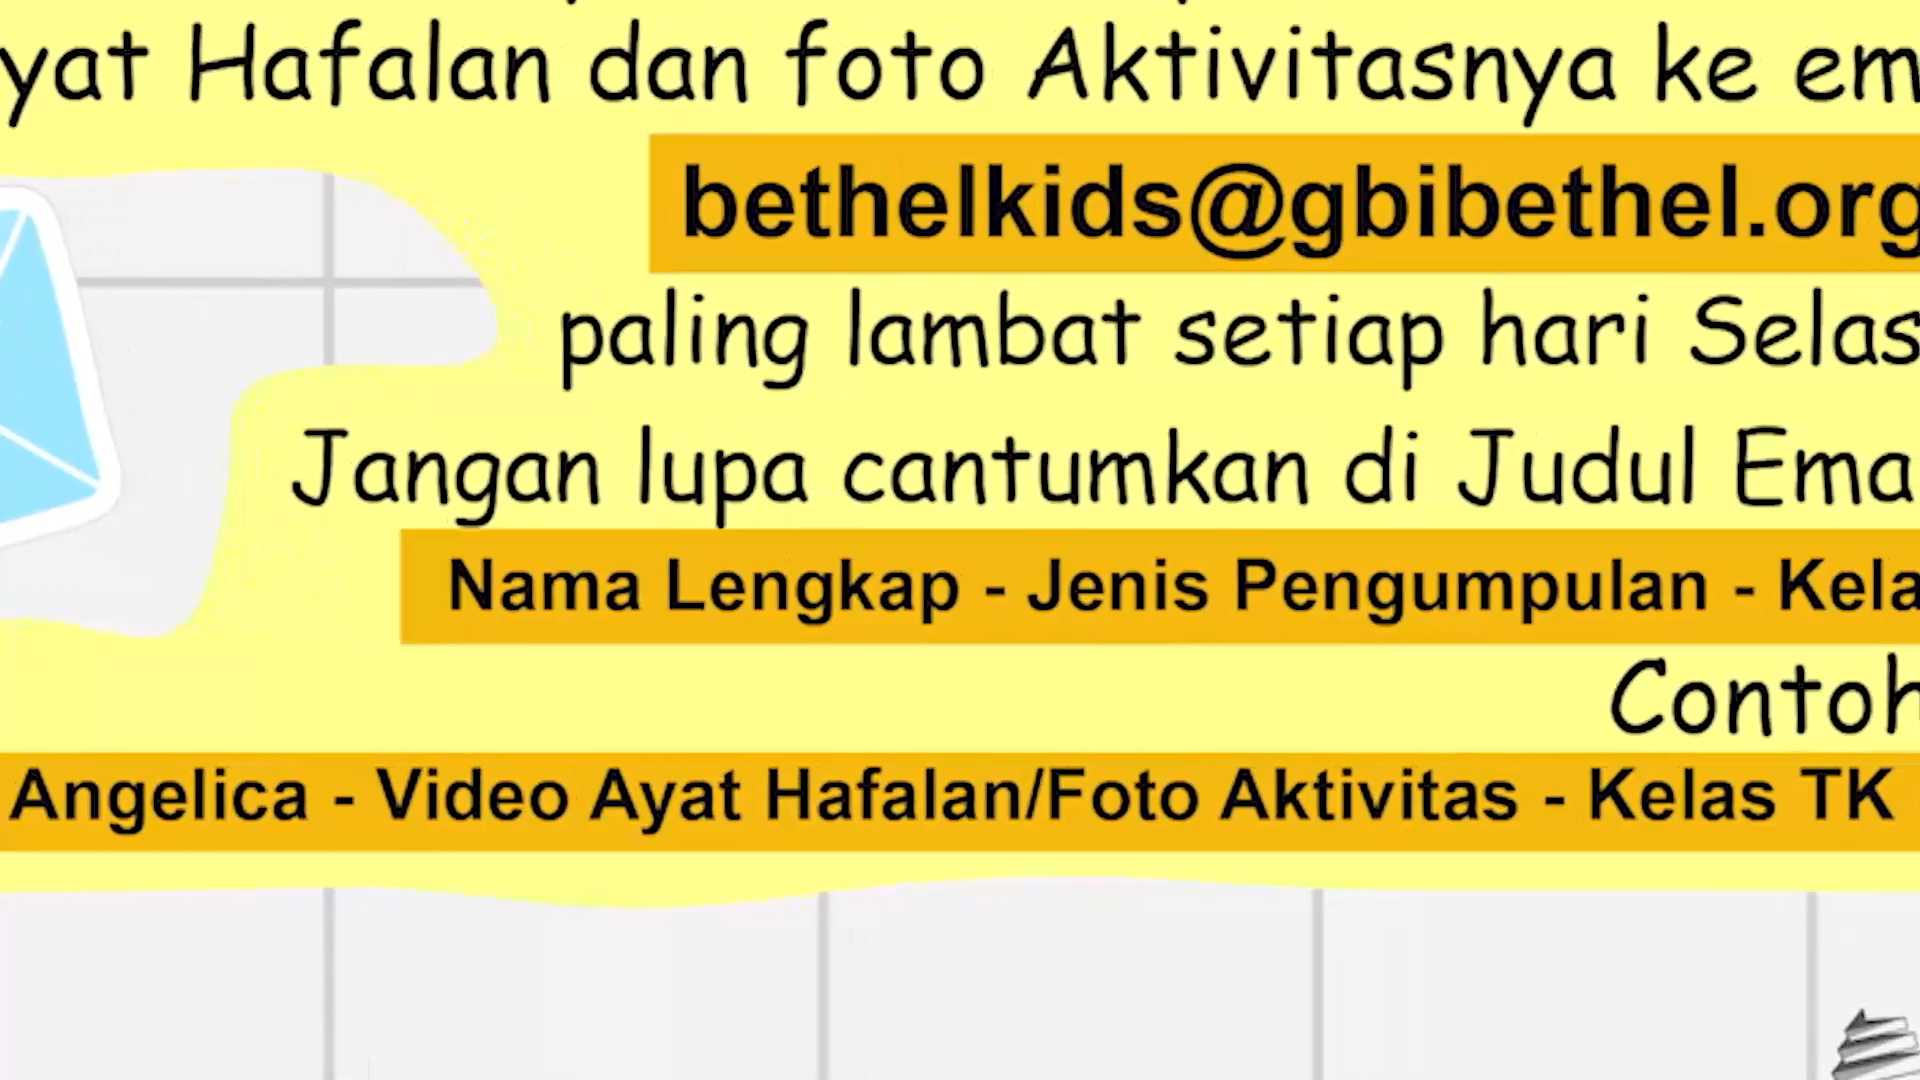 yat Hafalan dan foto Aktivitasnya ke em
bethelkids@gbibethel.org
paling lambat setiap hari Selas
Jangan lupa cantumkan di Judul Ema
Nama Lengkap - Jenis Pengumpulan - Kela
Contoh
Angelica - Video Ayat Hafalan/Foto Aktivitas - Kelas TK